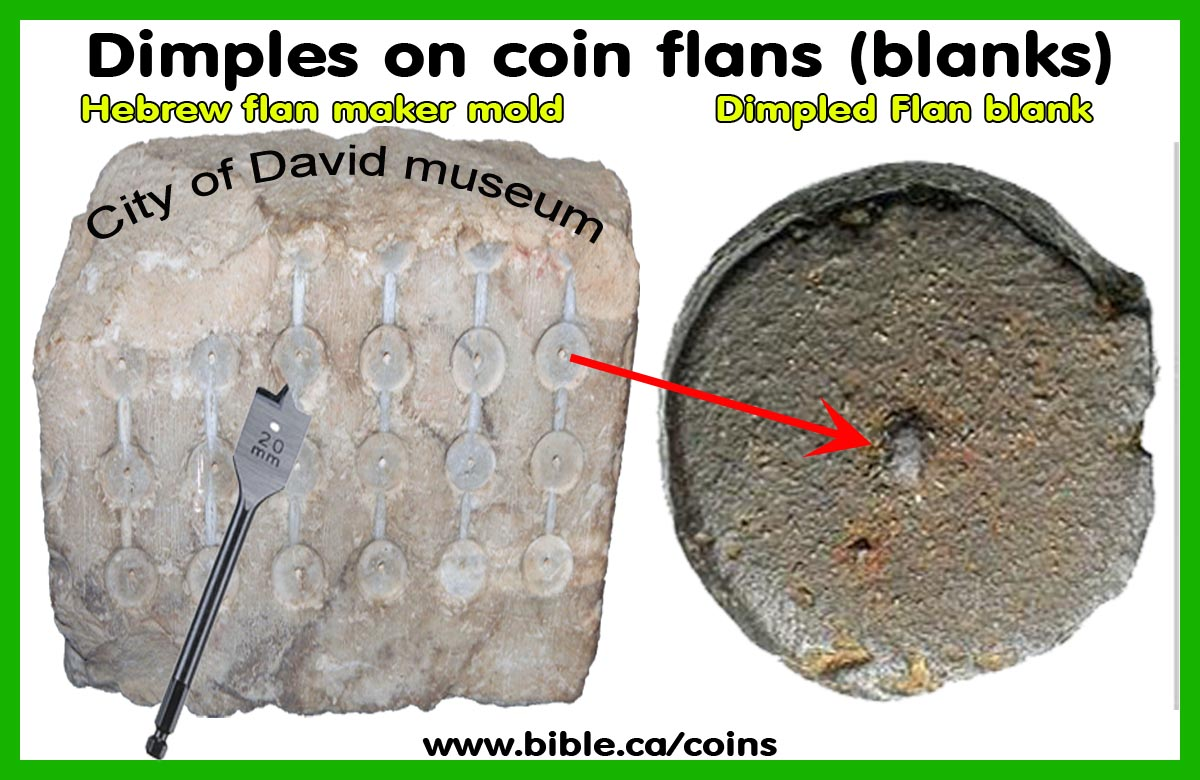 Dimples on coin flans (blanks)
Hebrew flan maker mold
Dimpled Flan blank
City of David museum
20
mm
www.bible.ca/coins